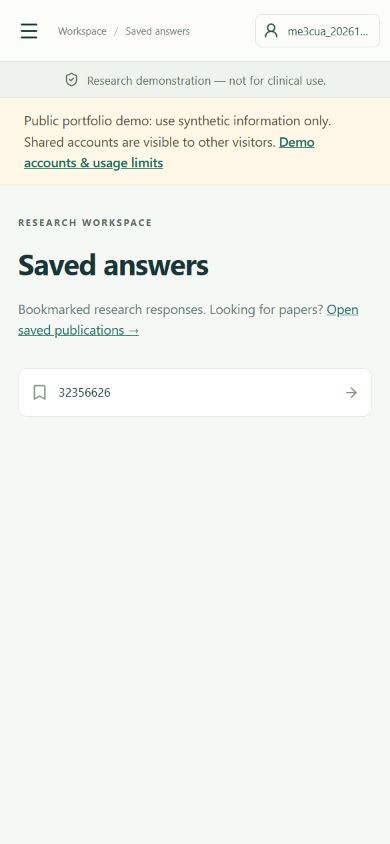 Workspace / Saved answers
me3cua_20261...
Research demonstration — not for clinical use.
Public portfolio demo: use synthetic information only.
Shared accounts are visible to other visitors. Demo
accounts & usage limits
RESEARCH WORKSPACE
Saved answers
Bookmarked research responses. Looking for papers? Open
saved publications →
32356626